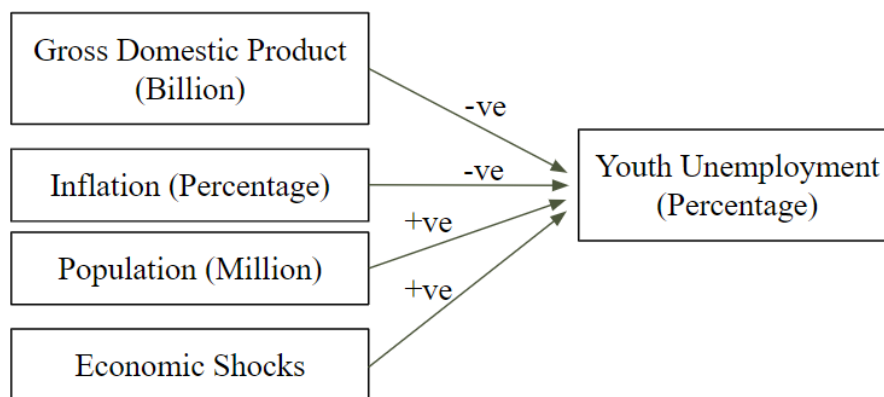 Gross Domestic Product
(Billion)
-ve
Inflation (Percentage)
-ve
Youth Unemployment
(Percentage)
+ve
Population (Million)
+ve
Economic Shocks